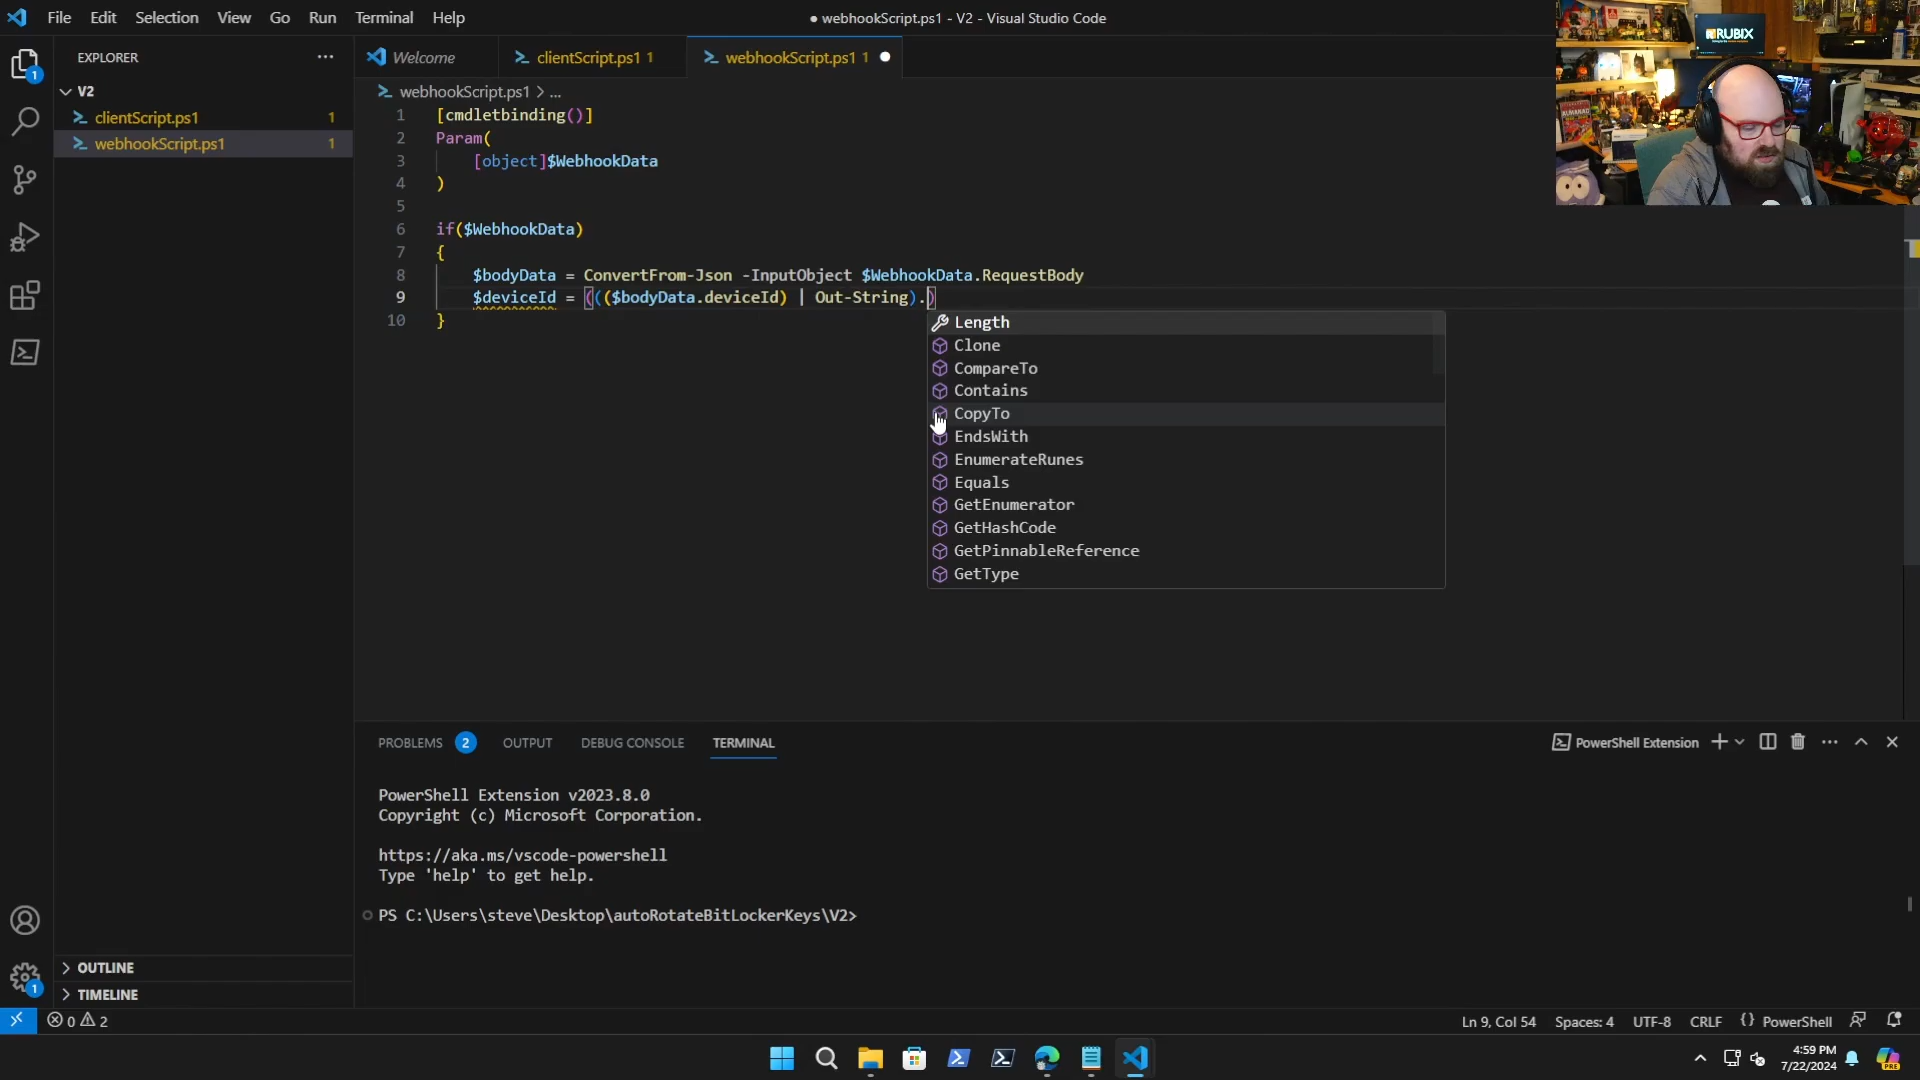 File Edit Selection View Go Run Terminal Help
● webhookScript.ps1 - V2 - Visual Studio Code
RUBIX
EXPLORER
Welcome
clientScript.ps1 1
webhookScript.ps1 1
V2
clientScript.ps1 1
webhookScript.ps1 1
webhookScript.ps1 > ...
1 [cmdletbinding()]
2 Param(
3 [object]$WebhookData
4 )
5
6 if($WebhookData)
7 {
8 $bodyData = ConvertFrom-Json -InputObject $WebhookData.RequestBody
9 $deviceId = ((($bodyData.deviceId) | Out-String).)
10 }
Length
Clone
CompareTo
Contains
CopyTo
EndsWith
EnumerateRunes
Equals
GetEnumerator
GetHashCode
GetPinnableReference
GetType
PROBLEMS 2 OUTPUT DEBUG CONSOLE TERMINAL
PowerShell Extension
PowerShell Extension v2023.8.0
Copyright (c) Microsoft Corporation.
https://aka.ms/vscode-powershell
Type 'help' to get help.
PS C:\Users\steve\Desktop\autoRotateBitLockerKeys\V2>
1
1
OUTLINE
TIMELINE
0 2
Ln 9, Col 54 Spaces: 4 UTF-8 CRLF {} PowerShell
4:59 PM
7/22/2024
PRE